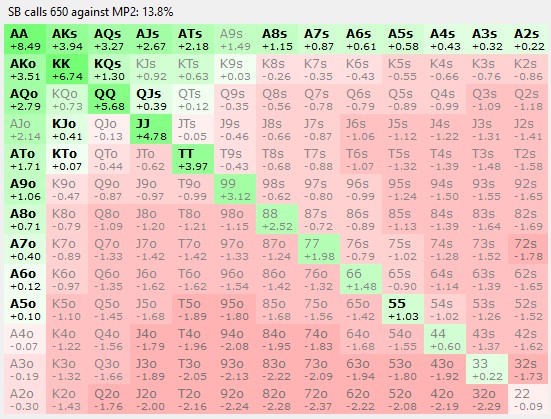 SB calls 650 against MP2: 13.8%
AA AKs AQs AJs ATs A9s A8s A7s A6s A5s A4s A3s A2s
+8.49 +3.94 +3.27 +2.67 +2.18 +1.49 +1.15 +0.87 +0.61 +0.58 +0.43 +0.32 +0.22
AKo KK KQs KJs KTs K9s K8s K7s K6s K5s K4s K3s K2s
+3.51 +6.74 +1.30 +0.92 +0.63 +0.03 -0.26 -0.35 -0.43 -0.55 -0.66 -0.76 -0.86
AQo KQo QQ QJs QTs Q9s Q8s Q7s Q6s Q5s Q4s Q3s Q2s
+2.79 +0.73 +5.68 +0.39 +0.12 -0.35 -0.56 -0.78 -0.79 -0.89 -0.99 -1.09 -1.18
AJo KJo QJo JJ JTs J9s J8s J7s J6s J5s J4s J3s J2s
+2.14 +0.41 -0.13 +4.78 -0.05 -0.46 -0.66 -0.87 -1.06 -1.12 -1.22 -1.31 -1.41
ATo KTo QTo JTo TT T9s T8s T7s T6s T5s T4s T3s T2s
+1.71 +0.07 -0.44 -0.62 +3.97 -0.43 -0.68 -0.88 -1.07 -1.32 -1.39 -1.48 -1.58
A9o K9o Q9o J9o T9o 99 98s 97s 96s 95s 94s 93s 92s
+1.06 -0.47 -0.87 -0.97 -0.99 +3.12 -0.62 -0.80 -0.99 -1.24 -1.50 -1.55 -1.65
A8o K8o Q8o J8o T8o 98o 88 87s 86s 85s 84s 83s 82s
+0.71 -0.79 -1.09 -1.20 -1.21 -1.15 +2.52 -0.72 -0.89 -1.13 -1.39 -1.64 -1.69
A7o K7o Q7o J7o T7o 97o 87o 77 76s 75s 74s 73s 72s
+0.40 -0.89 -1.33 -1.42 -1.42 -1.33 -1.24 +1.98 -0.75 -1.02 -1.28 -1.52 -1.78
A6o K6o Q6o J6o T6o 96o 86o 76o 66 65s 64s 63s 62s
+0.12 -0.97 -1.35 -1.62 -1.62 -1.54 -1.42 -1.26 +1.48 -0.90 -1.14 -1.39 -1.65
A5o K5o Q5o J5o T5o 95o 85o 75o 65o 55 54s 53s 52s
+0.10 -1.10 -1.45 -1.68 -1.89 -1.80 -1.68 -1.56 -1.42 +1.03 -1.02 -1.26 -1.52
A4o K4o Q4o J4o T4o 94o 84o 74o 64o 54o 44 43s 42s
-0.07 -1.22 -1.56 -1.79 -1.96 -2.08 -1.95 -1.83 -1.68 -1.55 +0.60 -1.37 -1.62
A3o K3o Q3o J3o T3o 93o 83o 73o 63o 53o 43o 33 32s
-0.19 -1.32 -1.66 -1.89 -2.05 -2.13 -2.22 -2.09 -1.94 -1.80 -1.92 +0.22 -1.73
A2o K2o Q2o J2o T2o 92o 82o 72o 62o 52o 42o 32o 22
-0.30 -1.43 -1.76 -2.00 -2.16 -2.24 -2.28 -2.37 -2.22 -2.08 -2.19 -2.29 -0.09